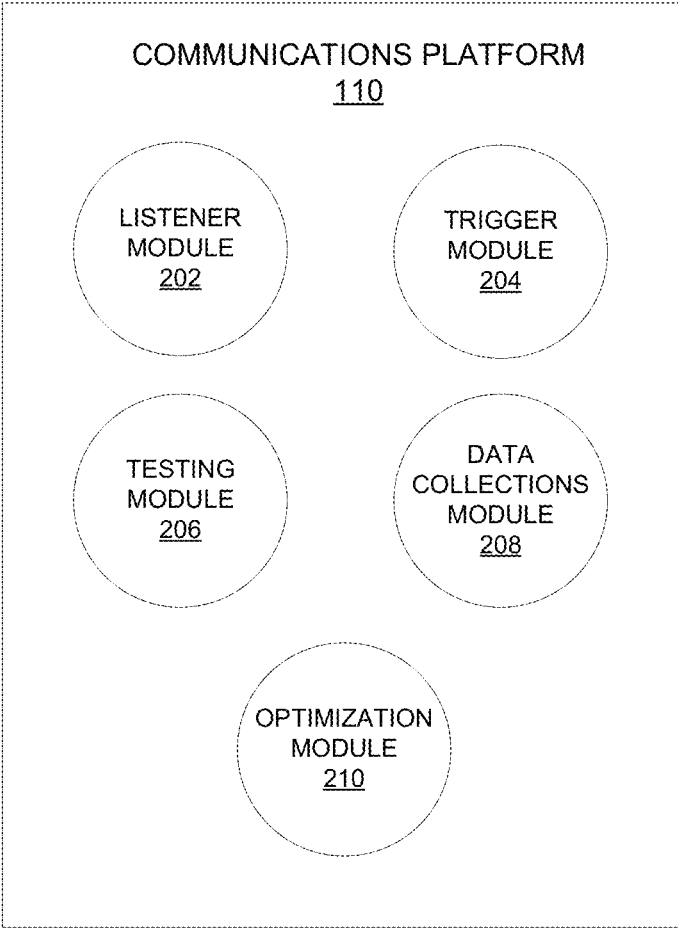 COMMUNICATIONS PLATFORM
110
LISTENER
MODULE
202
TRIGGER
MODULE
204
TESTING
MODULE
206
DATA
COLLECTIONS
MODULE
208
OPTIMIZATION
MODULE
210